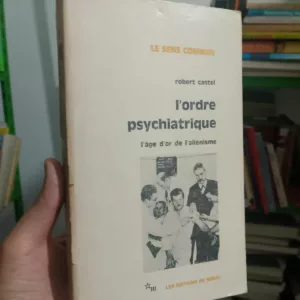 LE SENS COMMUN
robert castel
l'ordre
psychiatrique
l'âge d'or de l'aliénisme
LES ÉDITIONS DE MINUIT